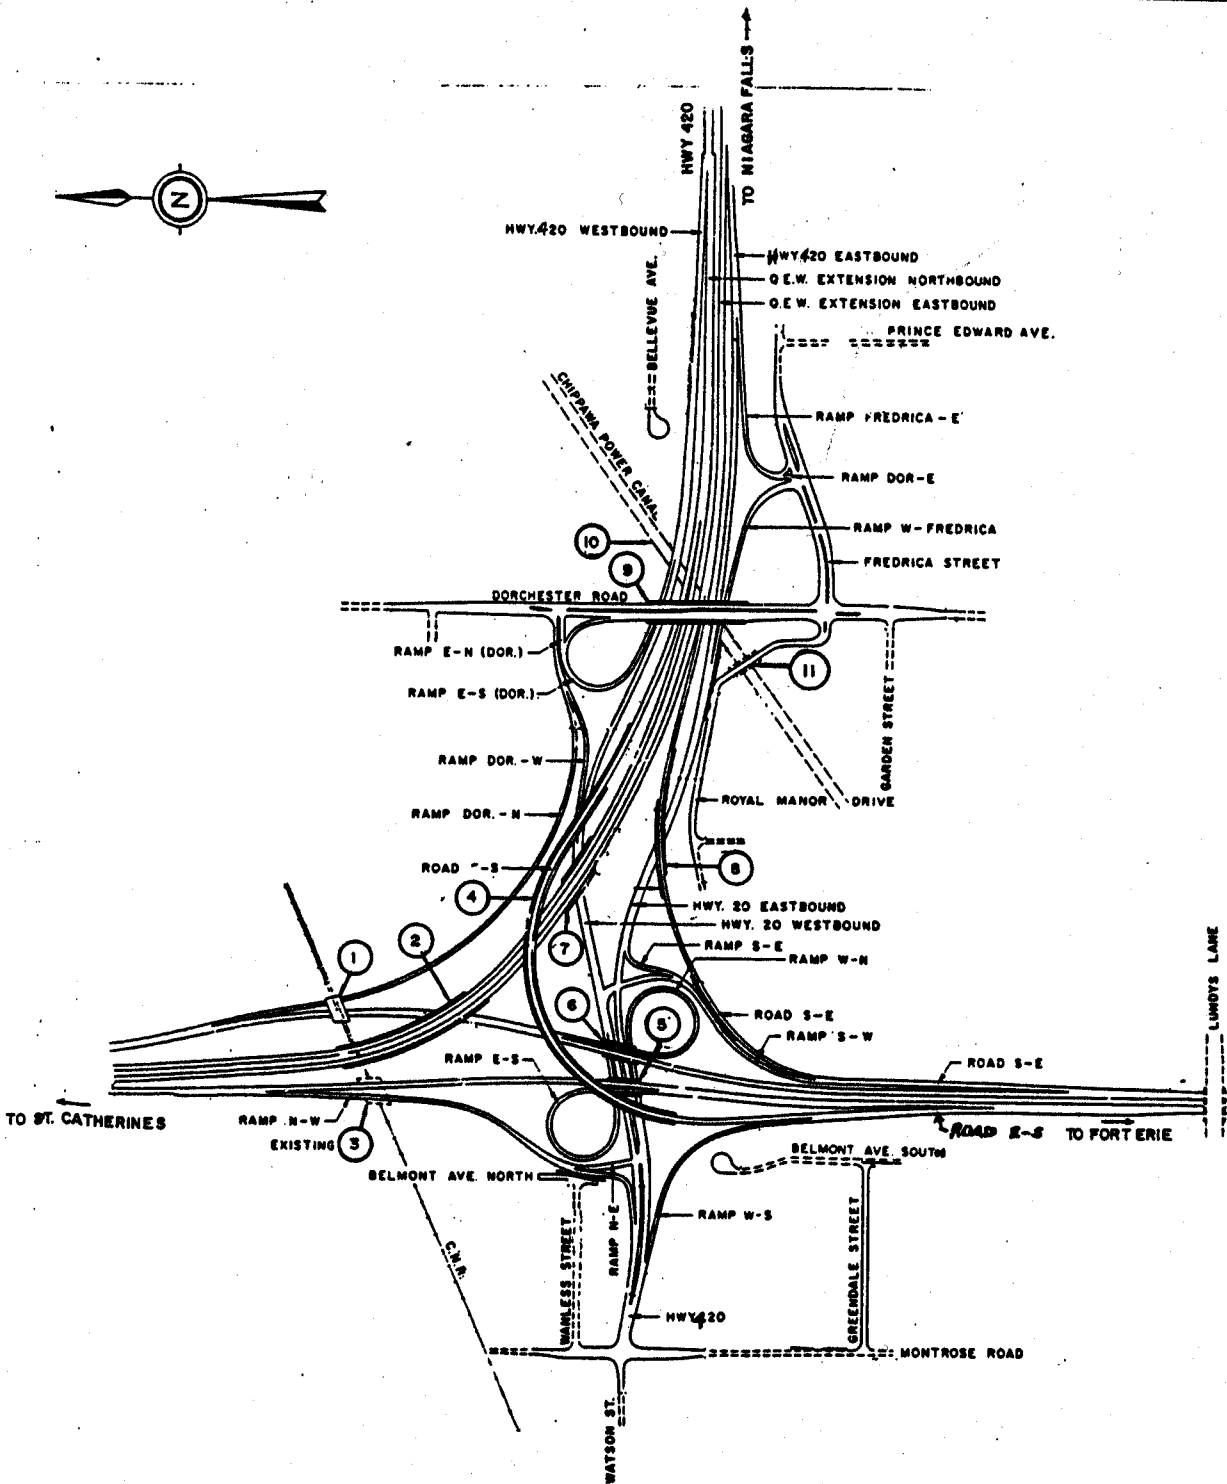 HWY 420
TO NIAGARA FALLS
N
HWY.420 WESTBOUND
HWY.420 EASTBOUND
Q.E.W. EXTENSION NORTHBOUND
Q.E.W. EXTENSION EASTBOUND
BELLEVUE AVE.
PRINCE EDWARD AVE.
CHIPPAWA POWER CANAL
RAMP FREDRICA - E
RAMP DOR-E
RAMP W-FREDRICA
10
FREDRICA STREET
9
DORCHESTER ROAD
RAMP E-N (DOR.)
11
RAMP E-S (DOR.)
GARDEN STREET
RAMP DOR. - W
ROYAL MANOR DRIVE
RAMP DOR. - N
ROAD -S
8
4
HWY. 20 EASTBOUND
HWY. 20 WESTBOUND
7
2
RAMP S-E
1
RAMP W-N
LUNDYS LANE
6
5
ROAD S-E
RAMP S-W
RAMP E-S
ROAD S-E
TO ST. CATHERINES
RAMP N-W
EXISTING 3
ROAD E-S
TO FORT ERIE
BELMONT AVE. SOUTH
BELMONT AVE. NORTH
RAMP N-E
RAMP W-S
WANLESS STREET
C.N.R.
GREENDALE STREET
HWY 420
MONTROSE ROAD
WATSON ST.